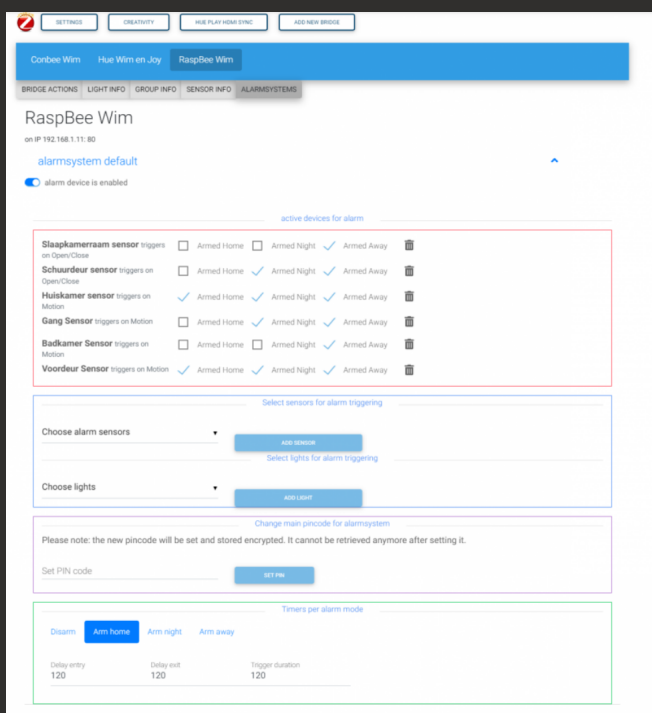 SETTINGS CREATIVITY HUE PLAY HDMI SYNC ADD NEW BRIDGE
Conbee Wim Hue Wim en Joy RaspBee Wim
BRIDGE ACTIONS LIGHT INFO GROUP INFO SENSOR INFO ALARMSYSTEMS
RaspBee Wim
on IP 192.168.1.11: 80
alarmsystem default
alarm device is enabled
active devices for alarm
Slaapkamerraam sensor triggers Armed Home Armed Night Armed Away
on Open/Close
Schuurdeur sensor triggers on Armed Home Armed Night Armed Away
Open/Close
Huiskamer sensor triggers on Armed Home Armed Night Armed Away
Motion
Gang Sensor triggers on Motion Armed Home Armed Night Armed Away
Badkamer Sensor triggers on Armed Home Armed Night Armed Away
Motion
Voordeur Sensor triggers on Motion Armed Home Armed Night Armed Away
Select sensors for alarm triggering
Choose alarm sensors
ADD SENSOR
Select lights for alarm triggering
Choose lights
ADD LIGHT
Change main pincode for alarmsystem
Please note: the new pincode will be set and stored encrypted. It cannot be retrieved anymore after setting it.
Set PIN code
SET PIN
Timers per alarm mode
Disarm Arm home Arm night Arm away
Delay entry Delay exit Trigger duration
120 120 120